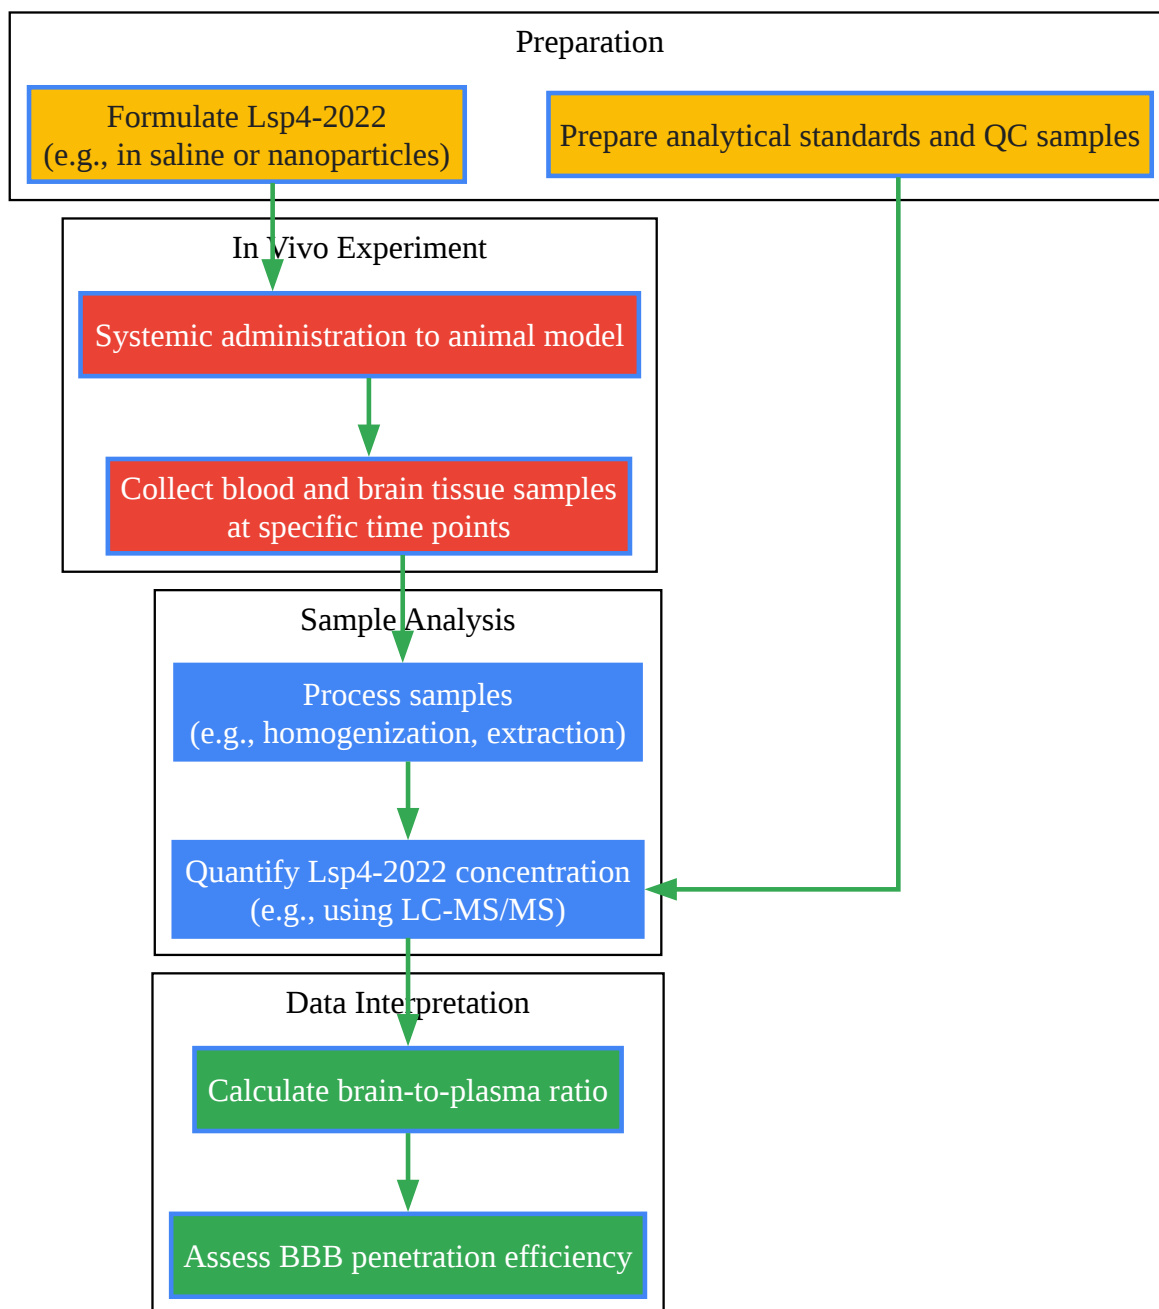 Preparation
Formulate Lsp4-2022
(e.g., in saline or nanoparticles)
Prepare analytical standards and QC samples
In Vivo Experiment
Systemic administration to animal model
Collect blood and brain tissue samples
at specific time points
Sample Analysis
Process samples
(e.g., homogenization, extraction)
Quantify Lsp4-2022 concentration
(e.g., using LC-MS/MS)
Data Interpretation
Calculate brain-to-plasma ratio
Assess BBB penetration efficiency